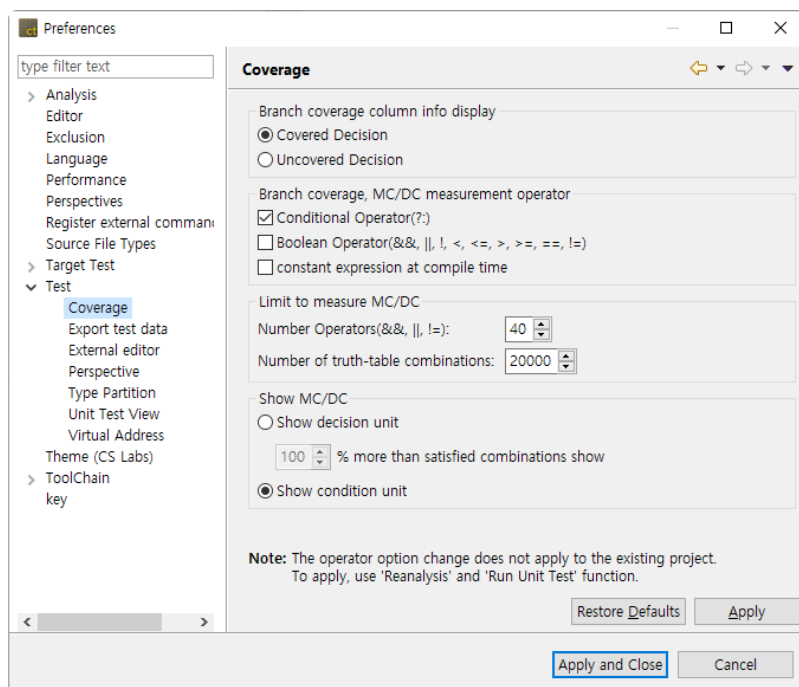 ct Preferences
type filter text
Analysis
Editor
Exclusion
Language
Performance
Perspectives
Register external comman
Source File Types
Target Test
Test
Coverage
Export test data
External editor
Perspective
Type Partition
Unit Test View
Virtual Address
Theme (CS Labs)
ToolChain
key
Coverage
Branch coverage column info display
Covered Decision
Uncovered Decision
Branch coverage, MC/DC measurement operator
Conditional Operator(?:)
Boolean Operator(&&, ||, !, <, <=, >, >=, ==, !=)
constant expression at compile time
Limit to measure MC/DC
Number Operators(&&, ||, !=): 40
Number of truth-table combinations: 20000
Show MC/DC
Show decision unit
100 % more than satisfied combinations show
Show condition unit
Note: The operator option change does not apply to the existing project.
To apply, use 'Reanalysis' and 'Run Unit Test' function.
Restore Defaults Apply
Apply and Close Cancel